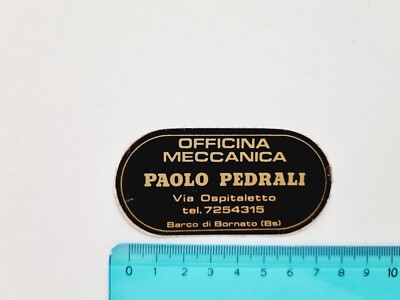 OFFICINA
MECCANICA
PAOLO PEDRALI
Via Ospitaletto
tel. 7254315
Barco di Bornato (Bs)
0 1 2 3 4 5 6 7 8 9 10